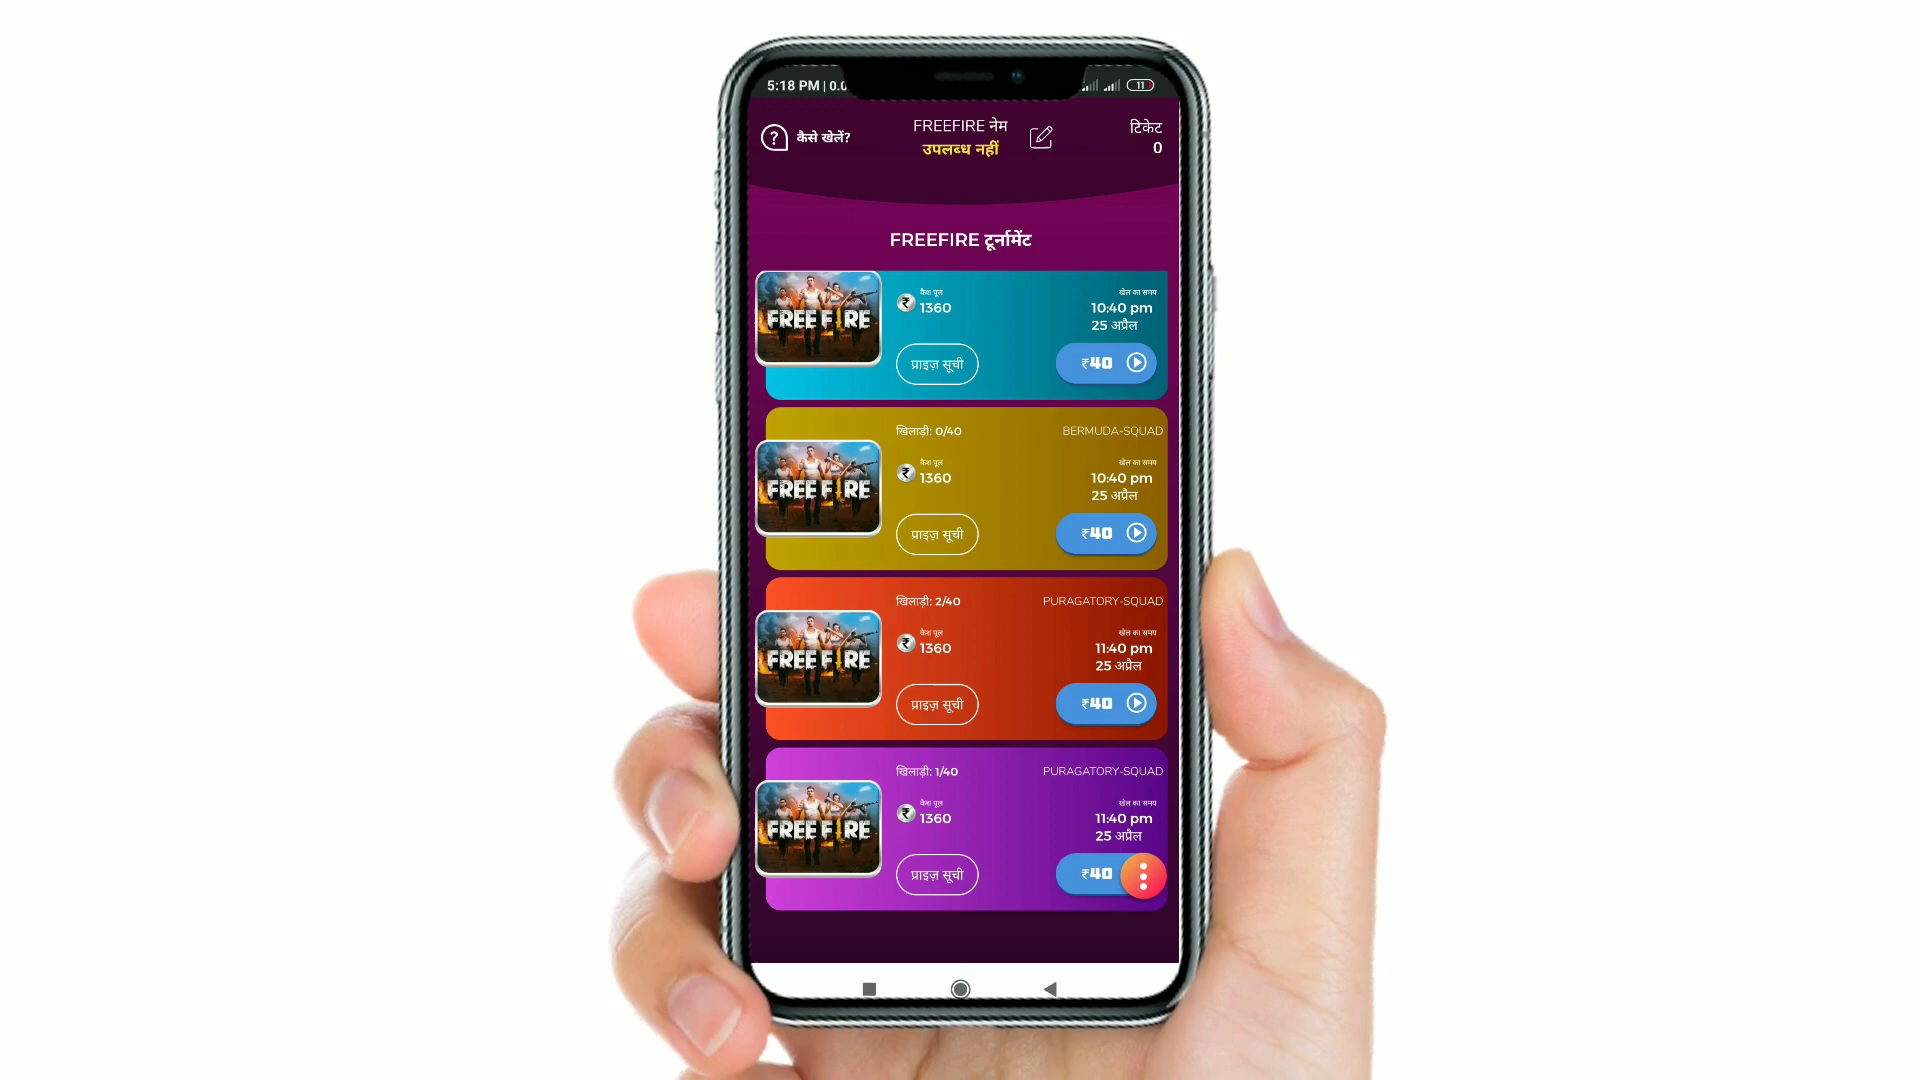 5:18 PM | 0.0
11
कैसे खेलें?
FREEFIRE नेम
उपलब्ध नहीं
टिकेट
0
FREEFIRE टूर्नामेंट
FREE FIRE
कैश पूल
1360
खेल का समय
10:40 pm
25 अप्रैल
प्राइज़ सूची
₹40
खिलाड़ी: 0/40
BERMUDA-SQUAD
FREE FIRE
कैश पूल
1360
खेल का समय
10:40 pm
25 अप्रैल
प्राइज़ सूची
₹40
खिलाड़ी: 2/40
PURAGATORY-SQUAD
FREE FIRE
कैश पूल
1360
खेल का समय
11:40 pm
25 अप्रैल
प्राइज़ सूची
₹40
खिलाड़ी: 1/40
PURAGATORY-SQUAD
FREE FIRE
कैश पूल
1360
खेल का समय
11:40 pm
25 अप्रैल
प्राइज़ सूची
₹40